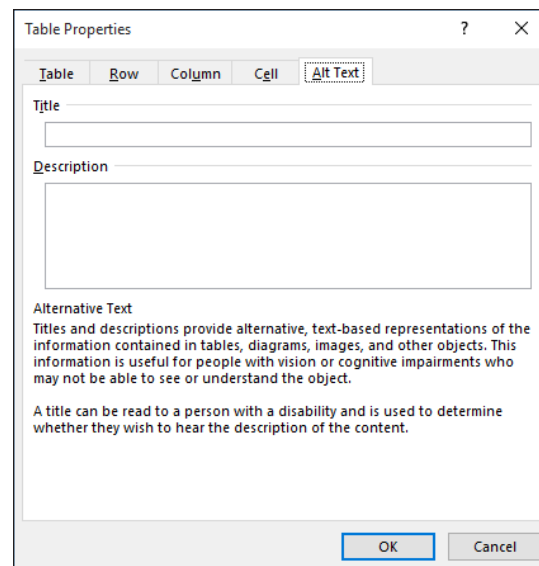 Table Properties ? ×
Table Row Column Cell Alt Text
Title
Description
Alternative Text
Titles and descriptions provide alternative, text-based representations of the
information contained in tables, diagrams, images, and other objects. This
information is useful for people with vision or cognitive impairments who
may not be able to see or understand the object.
A title can be read to a person with a disability and is used to determine
whether they wish to hear the description of the content.
OK Cancel